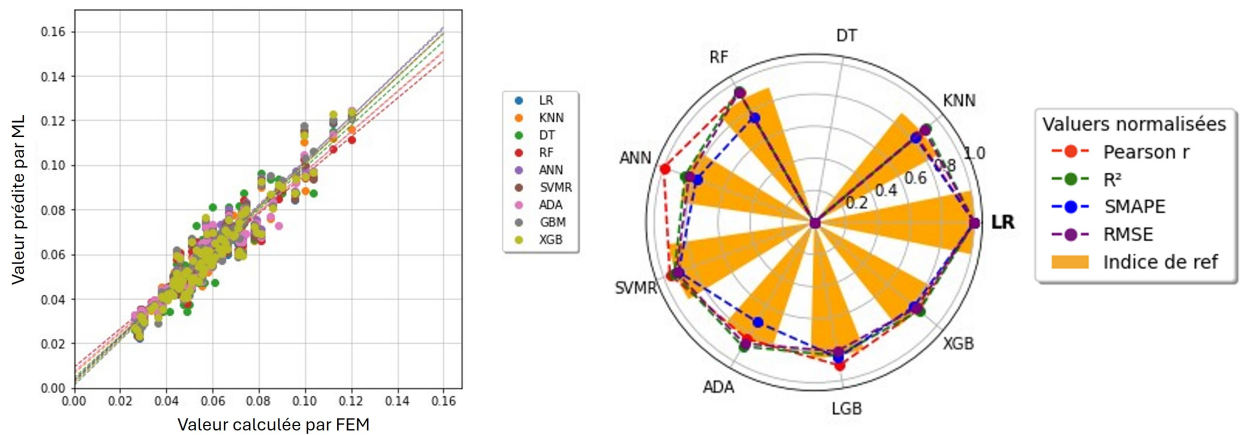 0.16
0.14
0.12
0.10
0.08
0.06
0.04
0.02
0.00
0.00 0.02 0.04 0.06 0.08 0.10 0.12 0.14 0.16
Valeur prédite par ML
Valeur calculée par FEM
LR
KNN
DT
RF
ANN
SVMR
ADA
GBM
XGB
DT
RF
KNN
ANN
1.0
0.8
0.6
0.4
0.2
LR
SVMR
XGB
ADA
LGB
Valuers normalisées
Pearson r
R²
SMAPE
RMSE
Indice de ref